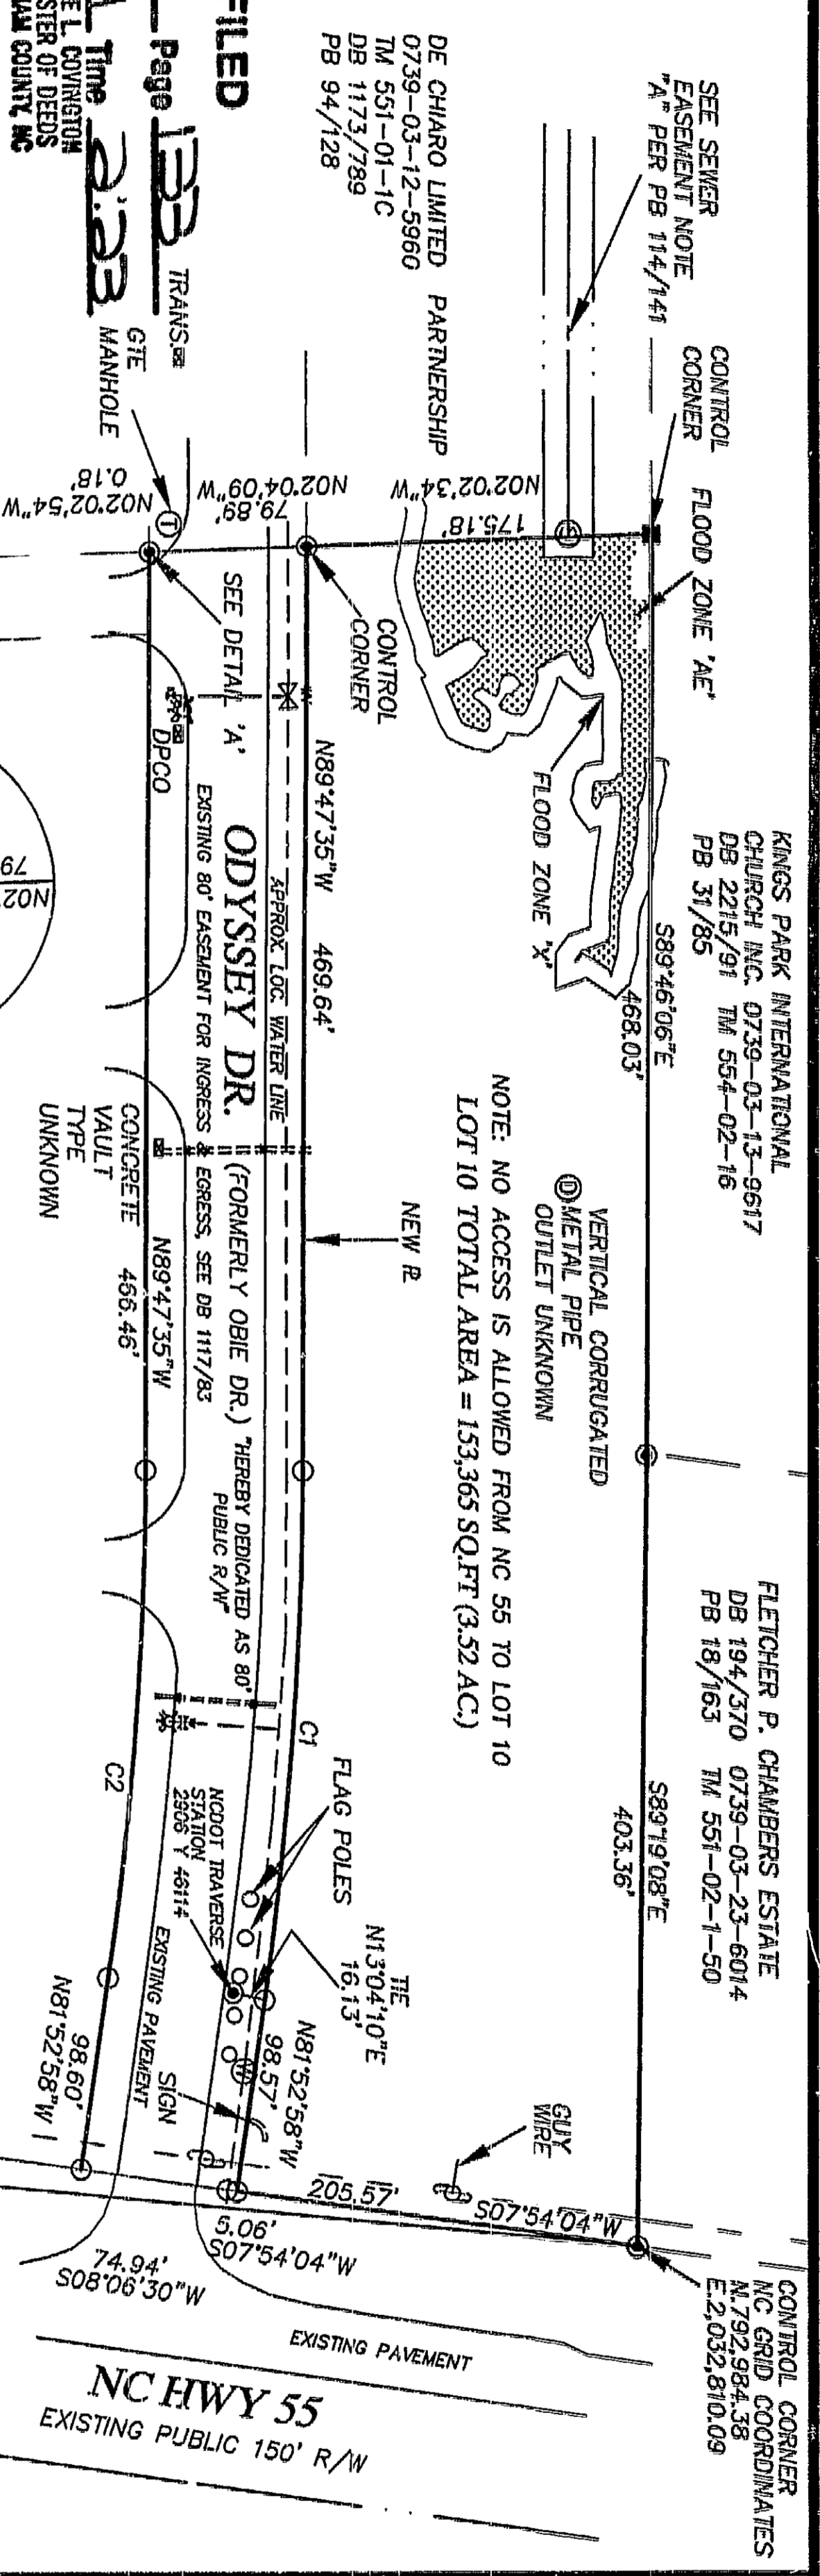 SEE SEWER
EASEMENT NOTE
"A" PER PB 114/141
CONTROL
CORNER
FLOOD ZONE 'AE'
KINGS PARK INTERNATIONAL
CHURCH INC. 0739-03-13-9617
DB 2215/91 TM 554-02-16
PB 31/85
FLETCHER P. CHAMBERS ESTATE
DB 194/370 0739-03-23-6014
PB 18/163 TM 551-02-1-50
CONTROL CORNER
NC GRID COORDINATES
N.792,984.38
E.2,032,810.09
S89°46'06"E
468.03'
S89°19'08"E
403.36'
DE CHIARO LIMITED PARTNERSHIP
0739-03-12-5960
TM 551-01-1C
DB 1173/789
PB 94/128
N02°02'34"W
175.18'
FLOOD ZONE 'X'
VERTICAL CORRUGATED
D METAL PIPE
OUTLET UNKNOWN
NOTE: NO ACCESS IS ALLOWED FROM NC 55 TO LOT 10
LOT 10 TOTAL AREA = 153,365 SQ.FT (3.52 AC.)
GUY
WIRE
S07°54'04"W
205.57'
CONTROL
CORNER
N89°47'35"W 469.64'
NEW PL
C1
FLAG POLES
TIE
N13°04'10"E
16.13'
N81°52'58"W
98.57'
FILED
Page 133
Time 2:23
E L. COVINGTON
STER OF DEEDS
AM COUNTY, NC
TRANS.
GTE
MANHOLE
T
N02°04'09"W
79.89'
N02°02'54"W
0.18'
SEE DETAIL 'A'
APPROX. LOC. WATER LINE
ODYSSEY DR.
(FORMERLY OBIE DR.)
"HEREBY DEDICATED AS 80'
PUBLIC R/W"
EXISTING 80' EASEMENT FOR INGRESS & EGRESS, SEE DB 1117/83
DPCO
CONCRETE
VAULT
TYPE
UNKNOWN
N89°47'35"W
466.46'
C2
NCDOT TRAVERSE
STATION
2906 Y 46114
SIGN
EXISTING PAVEMENT
N81°52'58"W
98.60'
5.06'
S07°54'04"W
74.94'
S08°06'30"W
EXISTING PAVEMENT
NC HWY 55
EXISTING PUBLIC 150' R/W
N02°
79